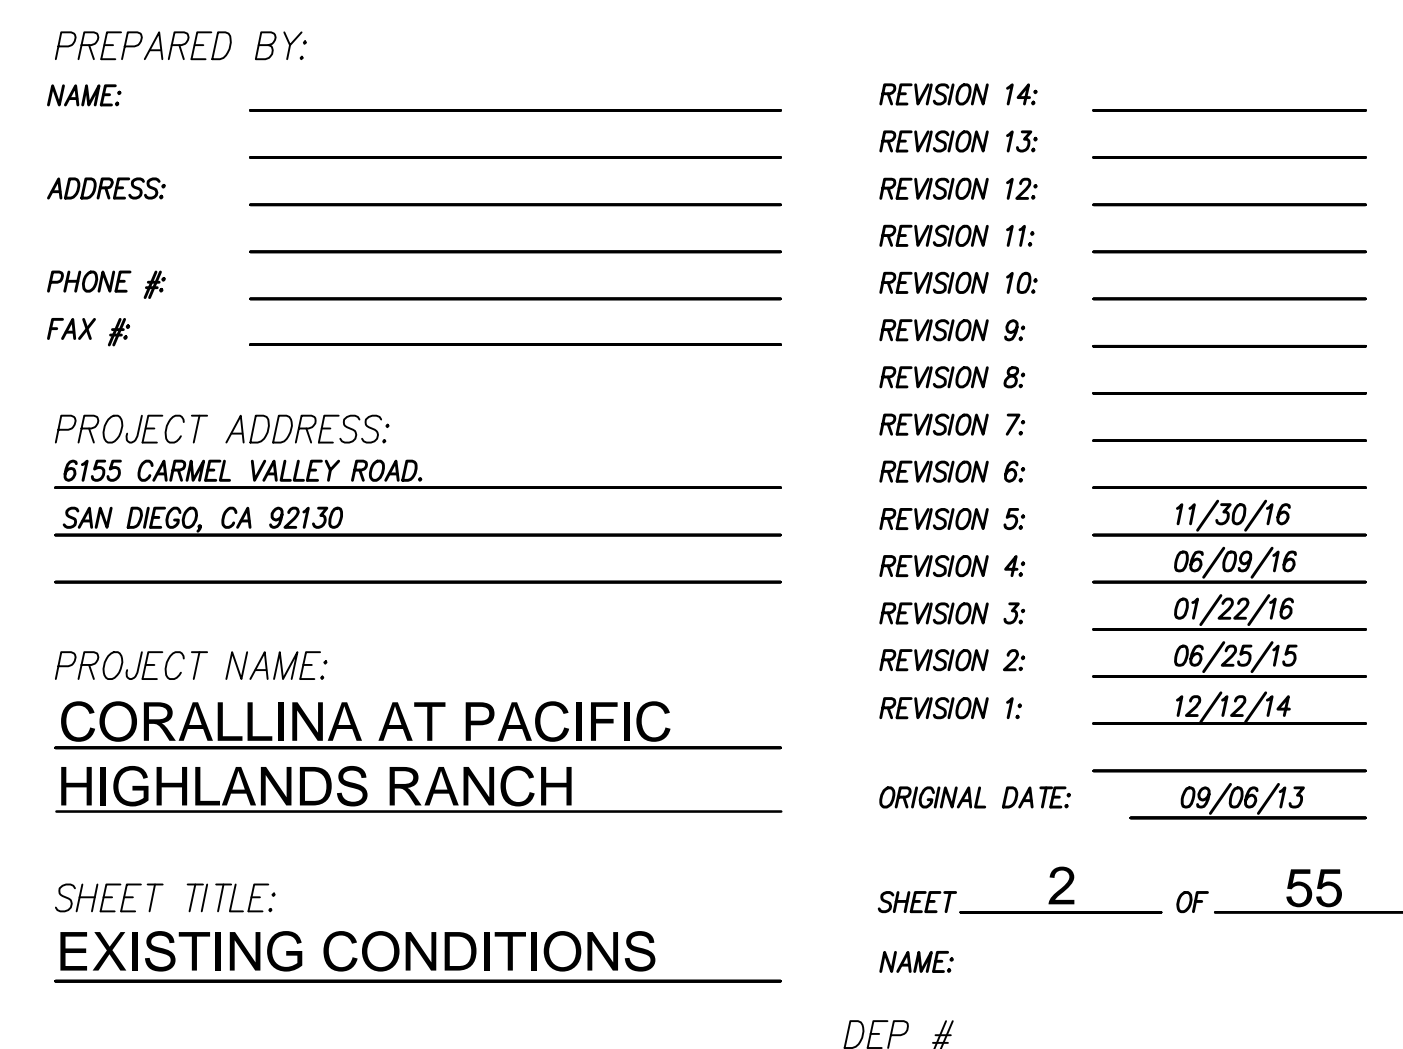 PREPARED BY:
NAME:
ADDRESS:
PHONE #:
FAX #:
PROJECT ADDRESS:
6155 CARMEL VALLEY ROAD.
SAN DIEGO, CA 92130
PROJECT NAME:
CORALLINA AT PACIFIC
HIGHLANDS RANCH
SHEET TITLE:
EXISTING CONDITIONS
REVISION 14:
REVISION 13:
REVISION 12:
REVISION 11:
REVISION 10:
REVISION 9:
REVISION 8:
REVISION 7:
REVISION 6:
REVISION 5: 11/30/16
REVISION 4: 06/09/16
REVISION 3: 01/22/16
REVISION 2: 06/25/15
REVISION 1: 12/12/14
ORIGINAL DATE: 09/06/13
SHEET 2 OF 55
NAME:
DEP #